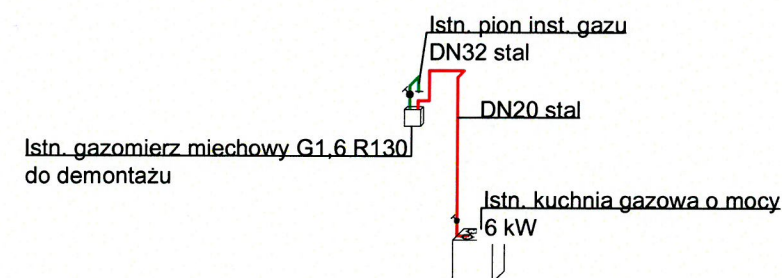 Istn. pion inst. gazu
DN32 stal
DN20 stal
Istn. gazomierz miechowy G1,6 R130
do demontażu
Istn. kuchnia gazowa o mocy
6 kW